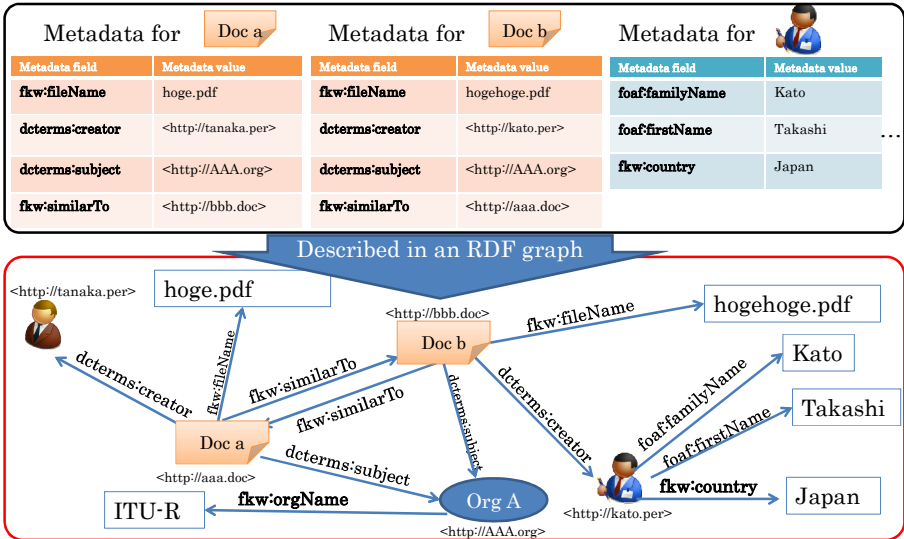 Metadata for Doc a
Metadata field Metadata value
fkw:fileName hoge.pdf
dcterms:creator <http://tanaka.per>
dcterms:subject <http://AAA.org>
fkw:similarTo <http://bbb.doc>
Metadata for Doc b
Metadata field Metadata value
fkw:fileName hogehoge.pdf
dcterms:creator <http://kato.per>
dcterms:subject <http://AAA.org>
fkw:similarTo <http://aaa.doc>
Metadata for
Metadata field Metadata value
foaf:familyName Kato
foaf:firstName Takashi
fkw:country Japan
...
Described in an RDF graph
<http://tanaka.per>
hoge.pdf
<http://bbb.doc>
Doc b
fkw:fileName
hogehoge.pdf
dcterms:creator
fkw:fileName
fkw:similarTo
fkw:similarTo
dcterms:subject
dcterms:creator
foaf:familyName
Kato
foaf:firstName
Takashi
Doc a
<http://aaa.doc>
dcterms:subject
fkw:orgName
ITU-R
Org A
<http://AAA.org>
<http://kato.per>
fkw:country
Japan